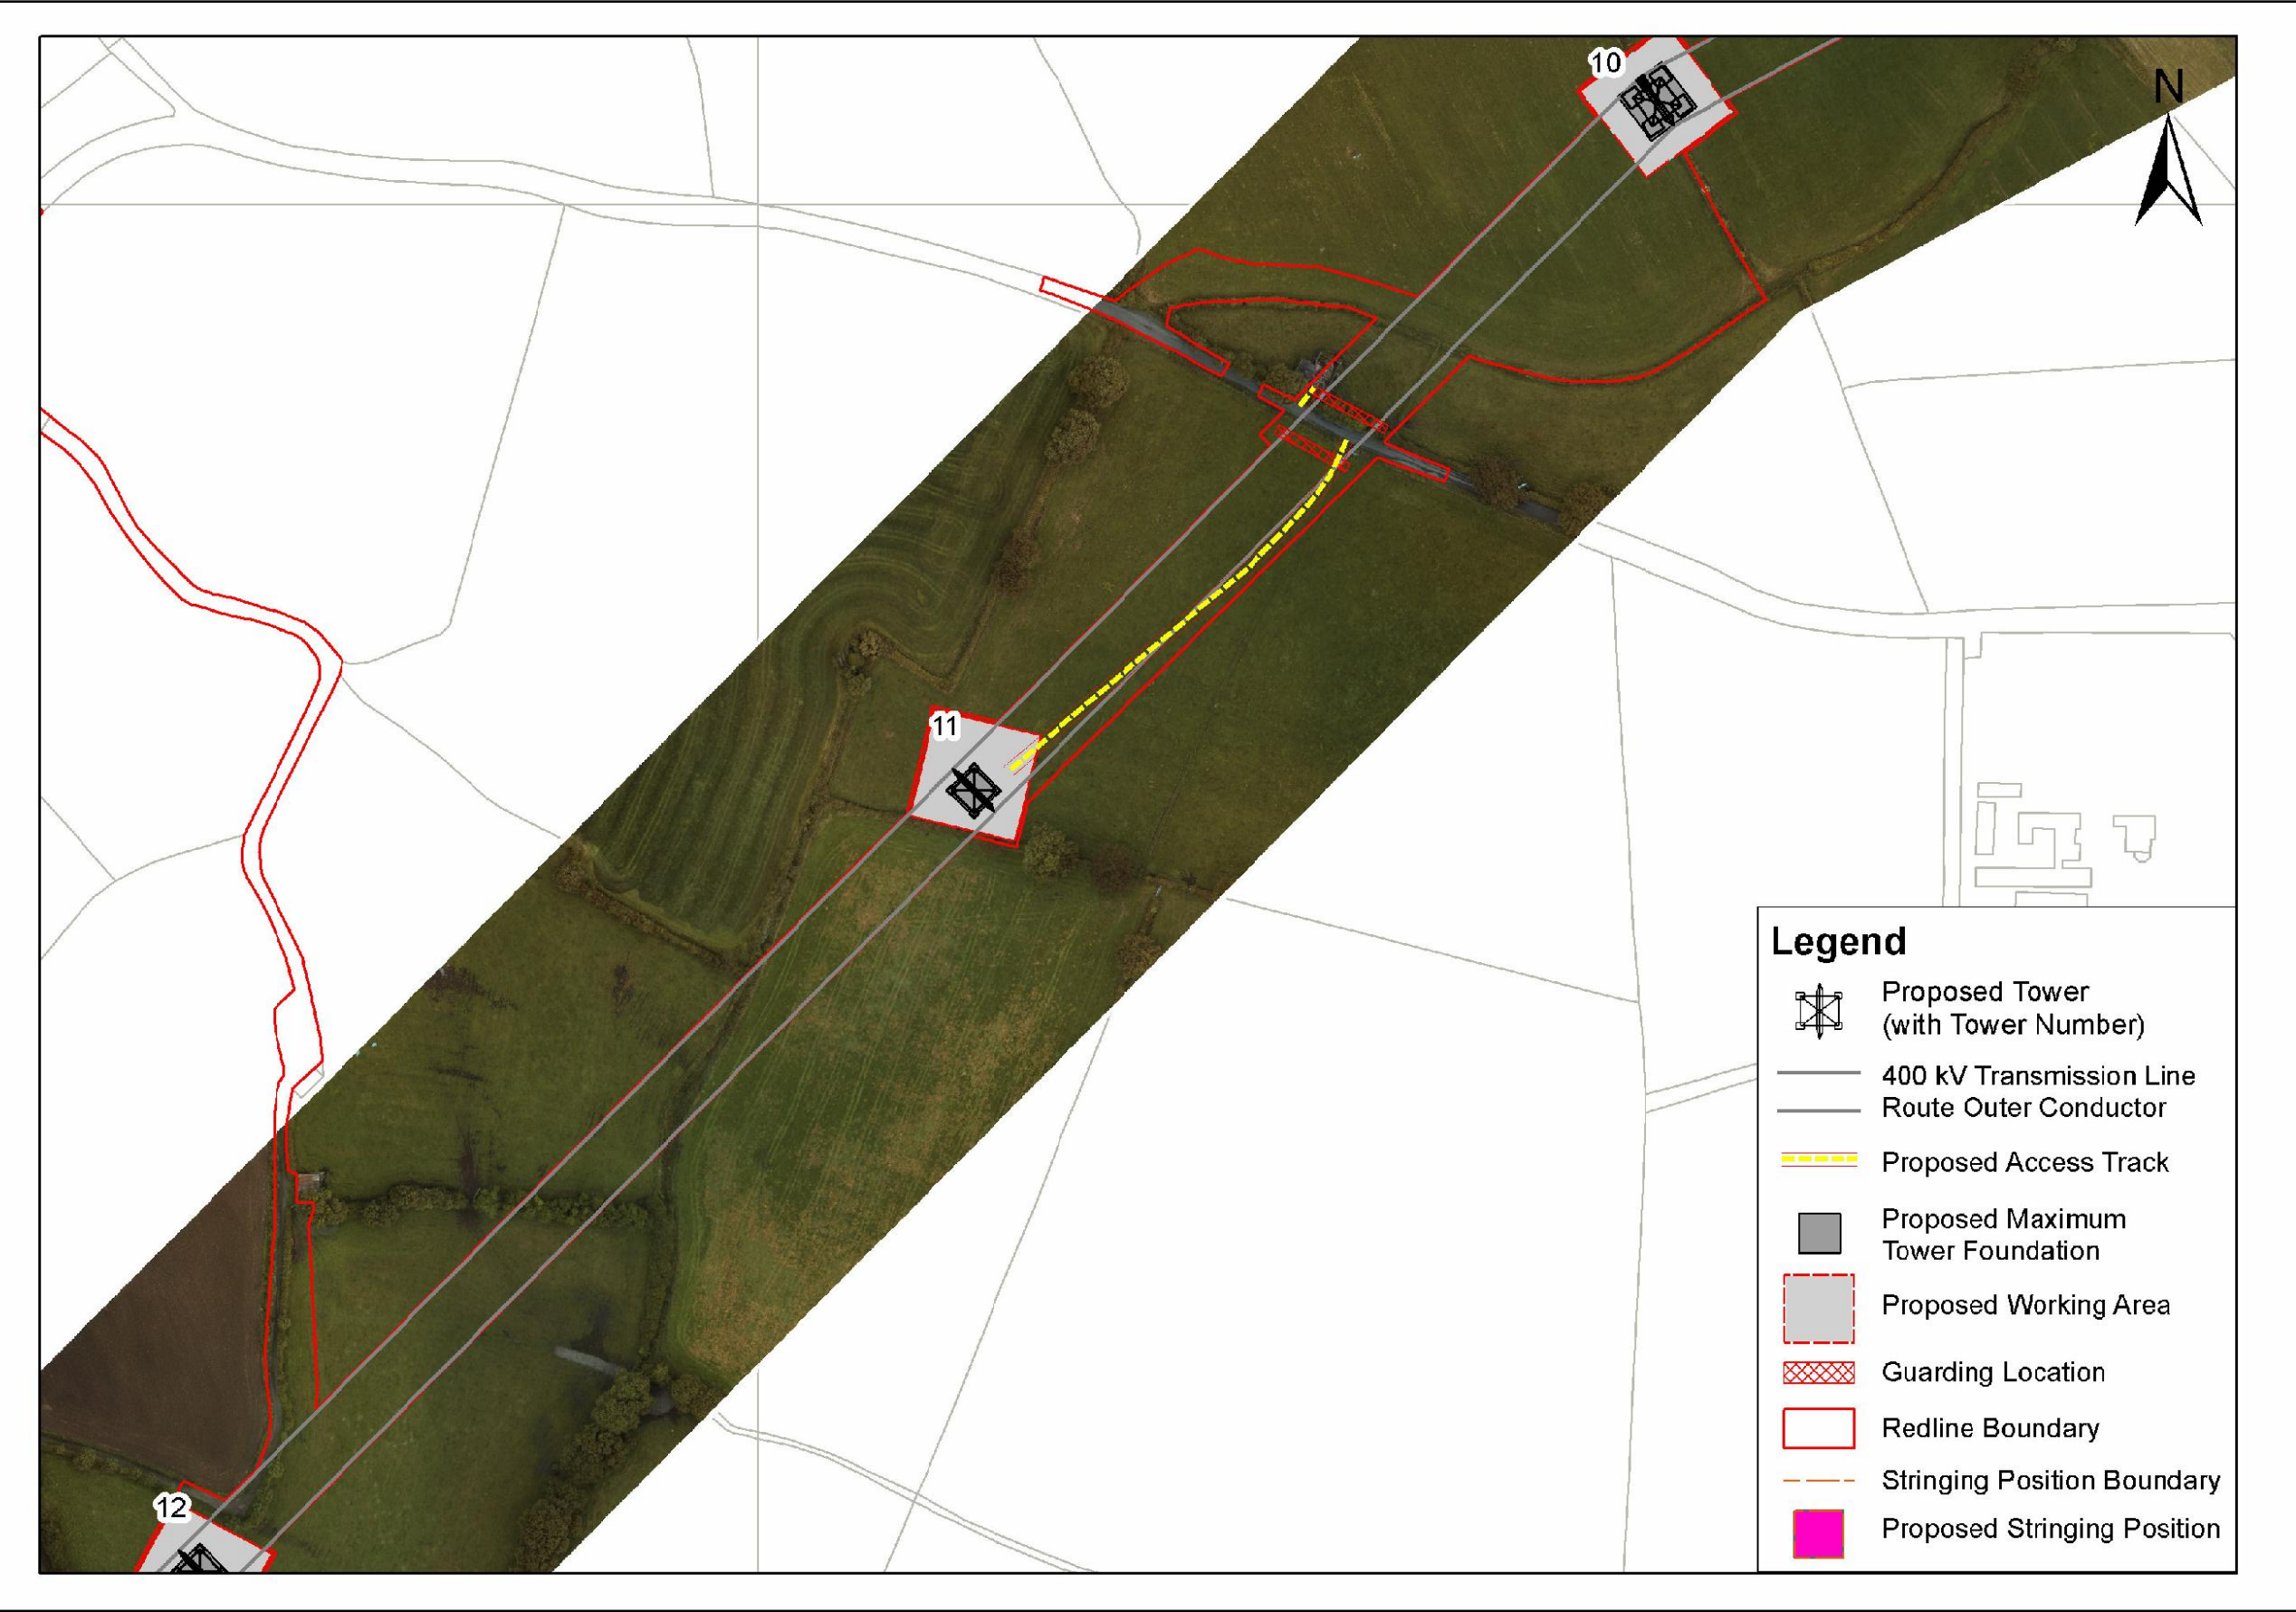 10
N
11
12
Legend
Proposed Tower
(with Tower Number)
400 kV Transmission Line
Route Outer Conductor
Proposed Access Track
Proposed Maximum
Tower Foundation
Proposed Working Area
Guarding Location
Redline Boundary
Stringing Position Boundary
Proposed Stringing Position